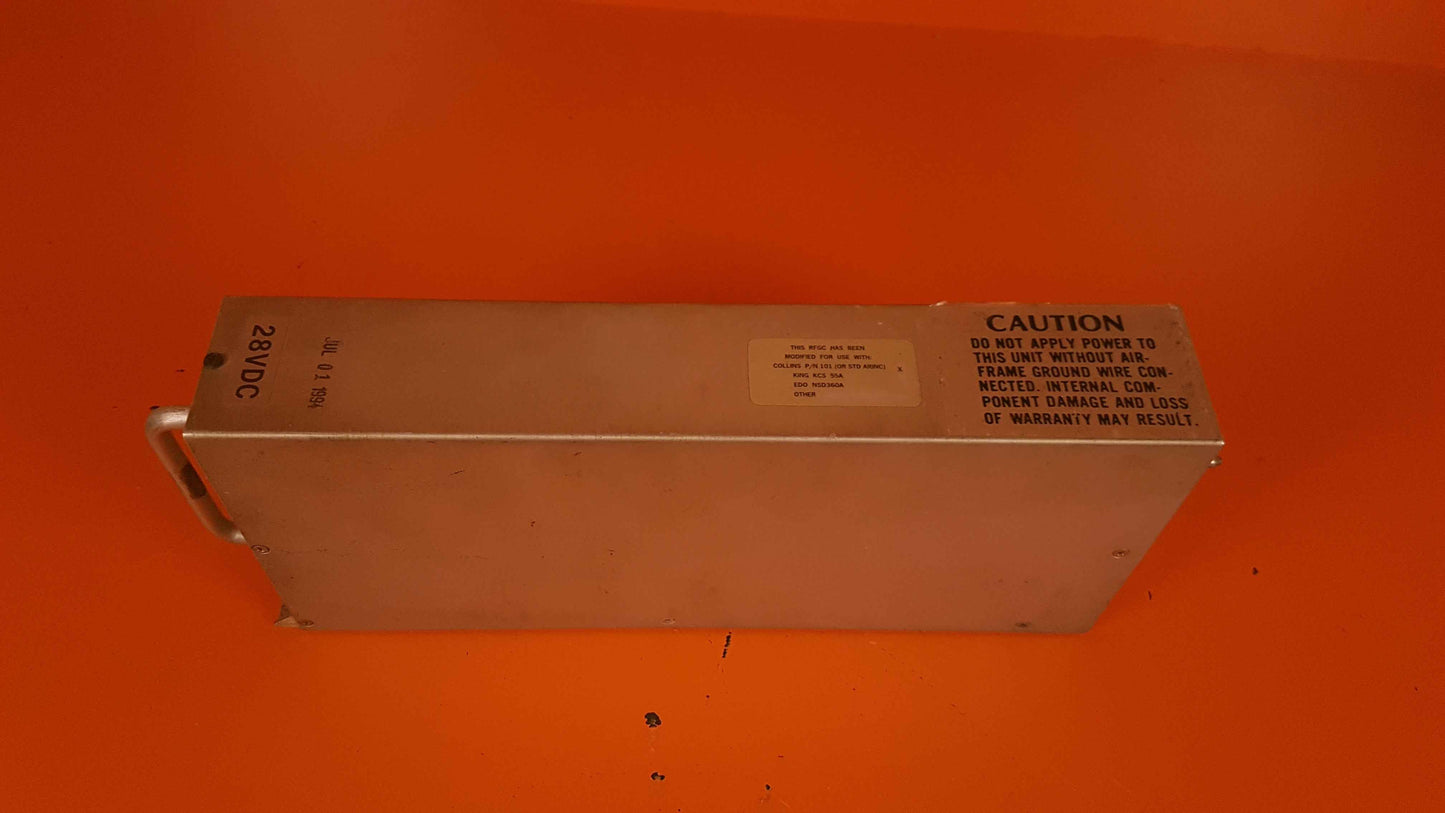 28VDC
JUL 01 1994
THIS RFGC HAS BEEN
MODIFIED FOR USE WITH:
COLLINS P/N 101 (OR STD ARINC) X
KING KCS 55A
EDO NSD360A
OTHER
CAUTION
DO NOT APPLY POWER TO
THIS UNIT WITHOUT AIR-
FRAME GROUND WIRE CON-
NECTED. INTERNAL COM-
PONENT DAMAGE AND LOSS
OF WARRANTY MAY RESULT.